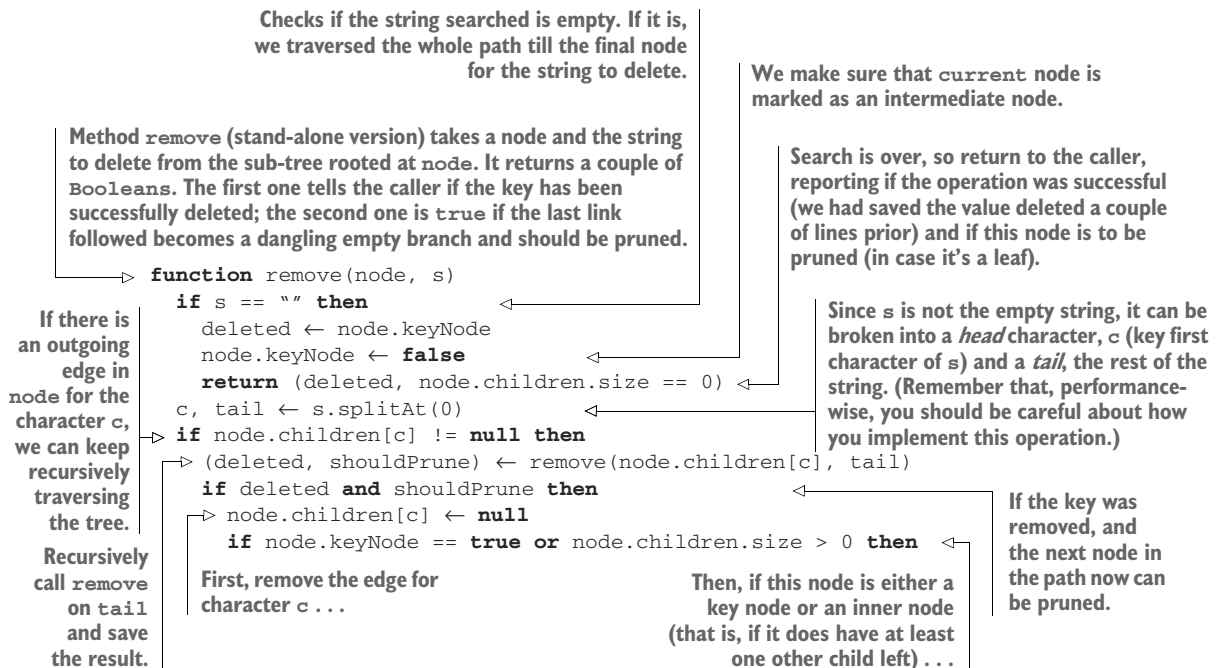 Checks if the string searched is empty. If it is,
we traversed the whole path till the final node
for the string to delete.
We make sure that current node is
marked as an intermediate node.
Method remove (stand-alone version) takes a node and the string
to delete from the sub-tree rooted at node. It returns a couple of
Booleans. The first one tells the caller if the key has been
successfully deleted; the second one is true if the last link
followed becomes a dangling empty branch and should be pruned.
Search is over, so return to the caller,
reporting if the operation was successful
(we had saved the value deleted a couple
of lines prior) and if this node is to be
pruned (in case it's a leaf).
function remove(node, s)
if s == “” then
deleted ← node.keyNode
node.keyNode ← false
return (deleted, node.children.size == 0)
c, tail ← s.splitAt(0)
if node.children[c] != null then
(deleted, shouldPrune) ← remove(node.children[c], tail)
if deleted and shouldPrune then
node.children[c] ← null
if node.keyNode == true or node.children.size > 0 then
If there is
an outgoing
edge in
node for the
character c,
we can keep
recursively
traversing
the tree.
Since s is not the empty string, it can be
broken into a head character, c (key first
character of s) and a tail, the rest of the
string. (Remember that, performance-
wise, you should be careful about how
you implement this operation.)
If the key was
removed, and
the next node in
the path now can
be pruned.
Recursively
call remove
on tail
and save
the result.
First, remove the edge for
character c . . .
Then, if this node is either a
key node or an inner node
(that is, if it does have at least
one other child left) . . .